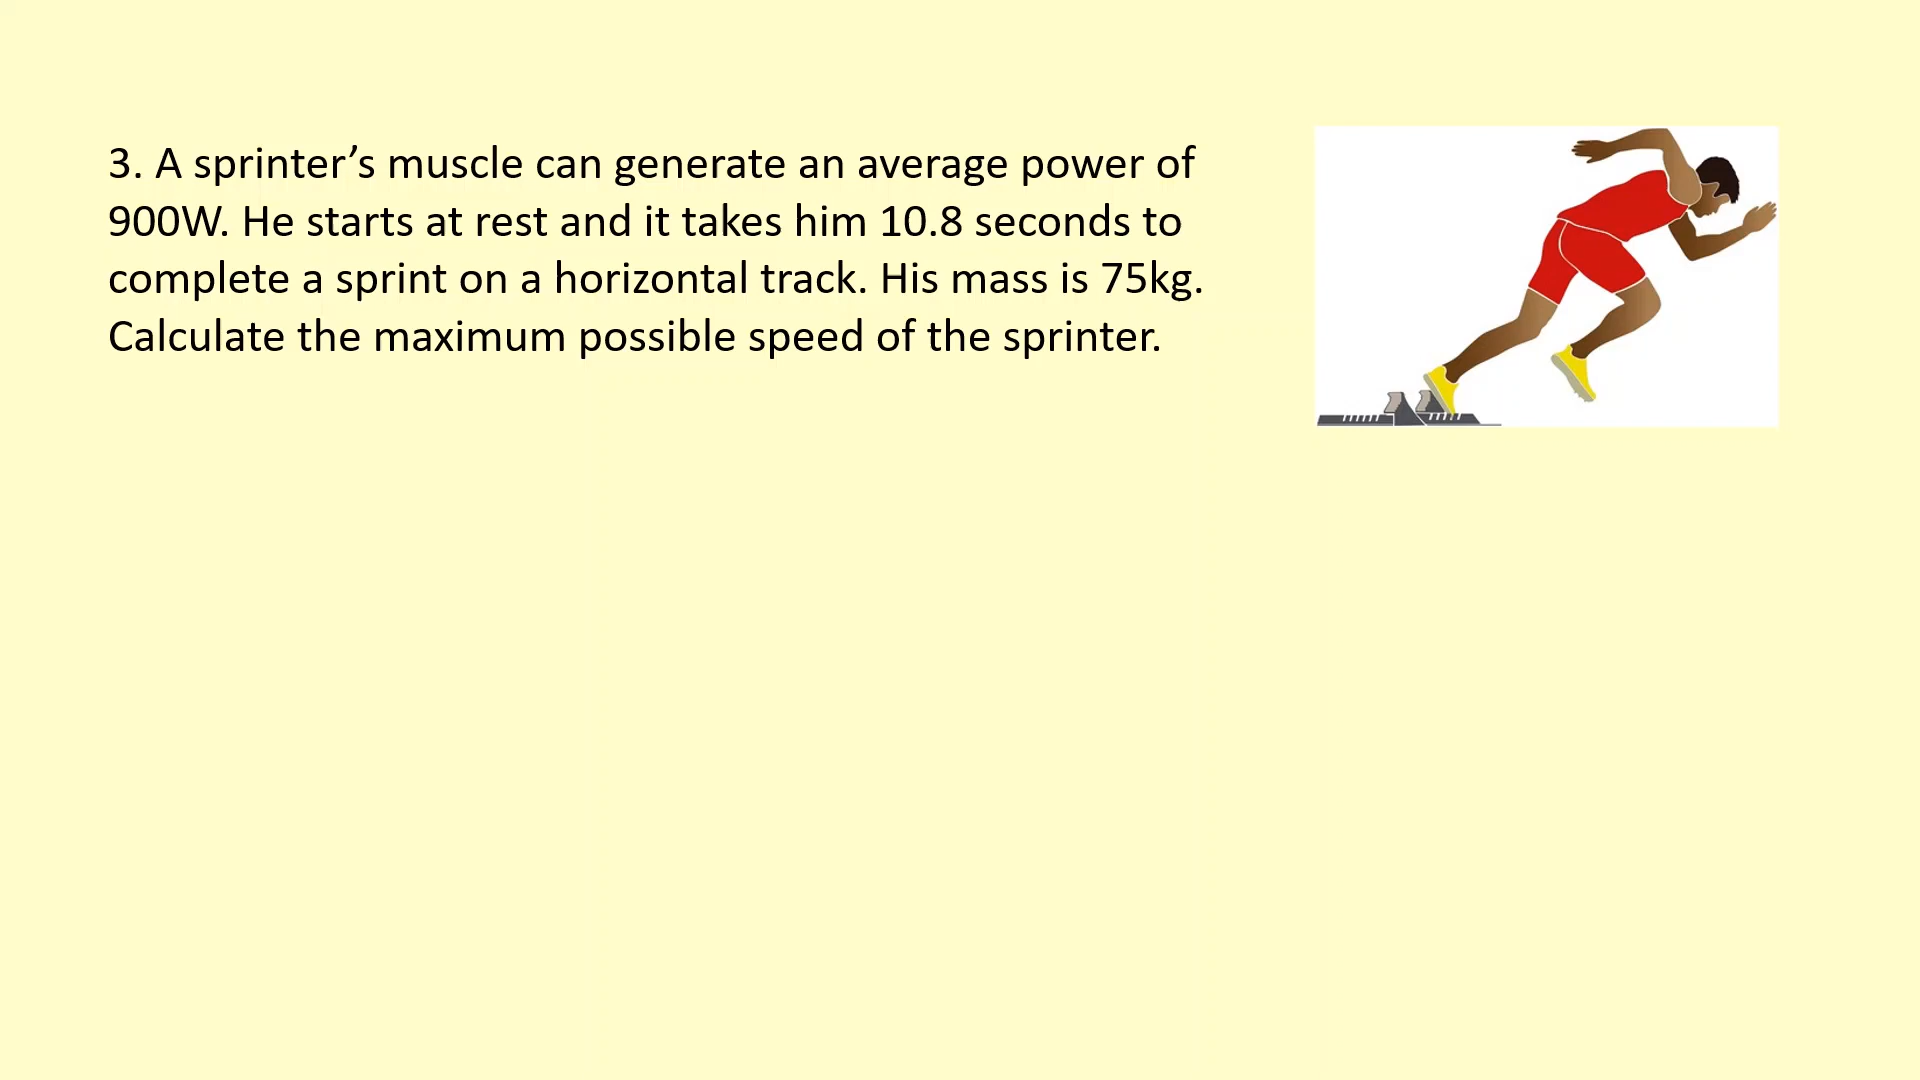 3. A sprinter’s muscle can generate an average power of
900W. He starts at rest and it takes him 10.8 seconds to
complete a sprint on a horizontal track. His mass is 75kg.
Calculate the maximum possible speed of the sprinter.